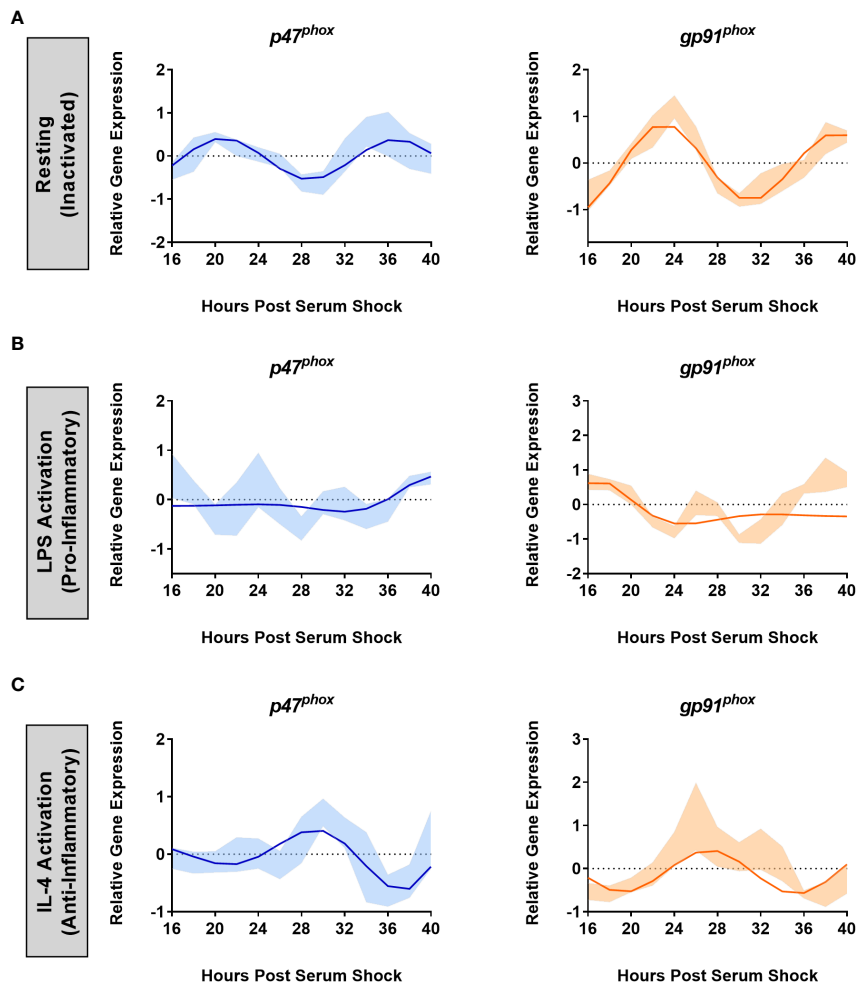 A
p47phox
gp91phox
Resting
(Inactivated)
Relative Gene Expression
2
1
0
-1
-2
16 20 24 28 32 36 40
Hours Post Serum Shock
Relative Gene Expression
2
1
0
-1
16 20 24 28 32 36 40
Hours Post Serum Shock
B
p47phox
gp91phox
LPS Activation
(Pro-Inflammatory)
Relative Gene Expression
2
1
0
-1
16 20 24 28 32 36 40
Hours Post Serum Shock
Relative Gene Expression
3
2
1
0
-1
-2
16 20 24 28 32 36 40
Hours Post Serum Shock
C
p47phox
gp91phox
IL-4 Activation
(Anti-Inflammatory)
Relative Gene Expression
2
1
0
-1
16 20 24 28 32 36 40
Hours Post Serum Shock
Relative Gene Expression
3
2
1
0
-1
16 20 24 28 32 36 40
Hours Post Serum Shock